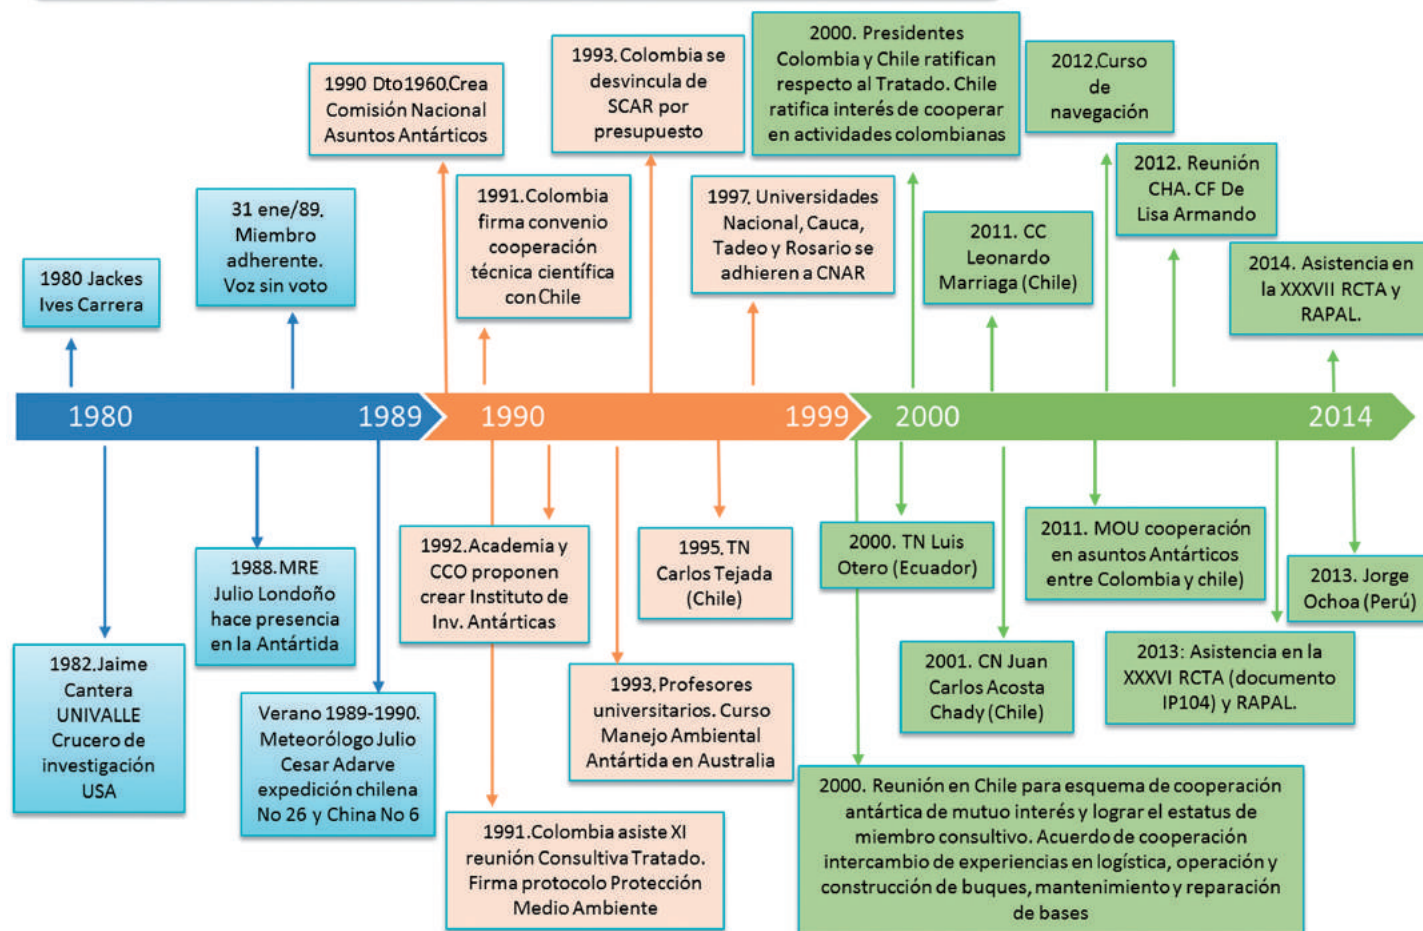 2000. Presidentes
Colombia y Chile ratifican
respecto al Tratado. Chile
ratifica interés de cooperar
en actividades colombianas
1993.Colombia se
desvincula de
SCAR por
presupuesto
2012.Curso
de
navegación
1990 Dto1960.Crea
Comisión Nacional
Asuntos Antárticos
2012. Reunión
CHA. CF De
Lisa Armando
1991.Colombia
firma convenio
cooperación
técnica científica
con Chile
1997. Universidades
Nacional, Cauca,
Tadeo y Rosario se
adhieren a CNAR
31 ene/89.
Miembro
adherente.
Voz sin voto
2011. CC
Leonardo
Marriaga (Chile)
2014. Asistencia en
la XXXVII RCTA y
RAPAL.
1980 Jackes
Ives Carrera
1980
1989
1990
1999
2000
2014
1982.Jaime
Cantera
UNIVALLE
Crucero de
investigación
USA
1988.MRE
Julio Londoño
hace presencia
en la Antártida
Verano 1989-1990.
Meteorólogo Julio
Cesar Adarve
expedición chilena
No 26 y China No 6
1992.Academia y
CCO proponen
crear Instituto de
Inv. Antárticas
1991.Colombia asiste XI
reunión Consultiva Tratado.
Firma protocolo Protección
Medio Ambiente
1993.Profesores
universitarios. Curso
Manejo Ambiental
Antártida en Australia
1995. TN
Carlos Tejada
(Chile)
2000. TN Luis
Otero (Ecuador)
2001. CN Juan
Carlos Acosta
Chady (Chile)
2011. MOU cooperación
en asuntos Antárticos
entre Colombia y chile)
2013. Jorge
Ochoa (Perú)
2013: Asistencia en la
XXXVI RCTA (documento
IP104) y RAPAL.
2000. Reunión en Chile para esquema de cooperación
antártica de mutuo interés y lograr el estatus de
miembro consultivo. Acuerdo de cooperación
intercambio de experiencias en logística, operación y
construcción de buques, mantenimiento y reparación
de bases